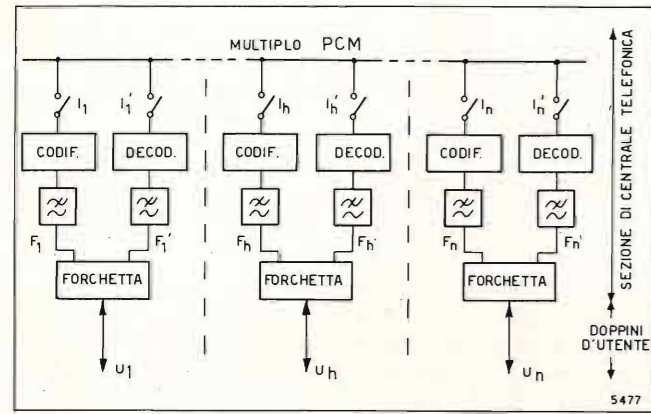 MULTIPLO PCM
I1 I1' Ih Ih' In In'
CODIF. DECOD. CODIF. DECOD. CODIF. DECOD.
F1 F1' Fh Fh' Fn Fn'
FORCHETTA FORCHETTA FORCHETTA
U1 Uh Un
SEZIONE DI CENTRALE TELEFONICA
DOPPINI
D'UTENTE
5477